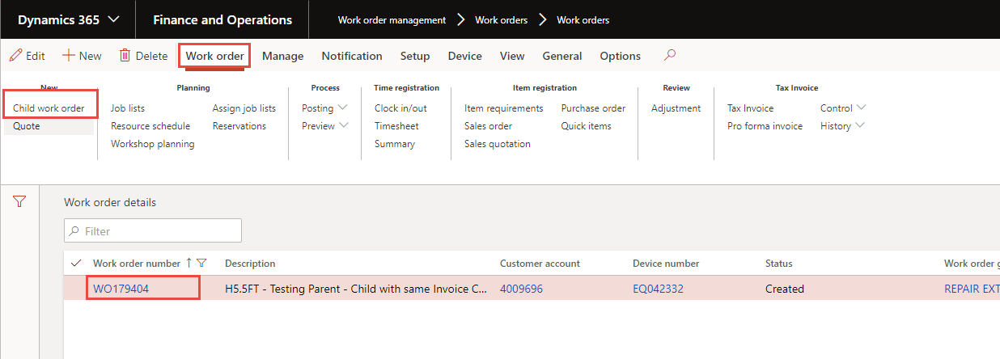 Dynamics 365 Finance and Operations Work order management Work orders Work orders
Edit New Delete Work order Manage Notification Setup Device View General Options
New Planning Process Time registration Item registration Review Tax Invoice
Child work order Job lists Assign job lists Posting Clock in/out Item requirements Purchase order Adjustment Tax Invoice Control
Quote Resource schedule Reservations Preview Timesheet Sales order Quick items Pro forma invoice History
Workshop planning Summary Sales quotation
Work order details
Filter
Work order number Description Customer account Device number Status Work order g
WO179404 H5.5FT - Testing Parent - Child with same Invoice C... 4009696 EQ042332 Created REPAIR EXT